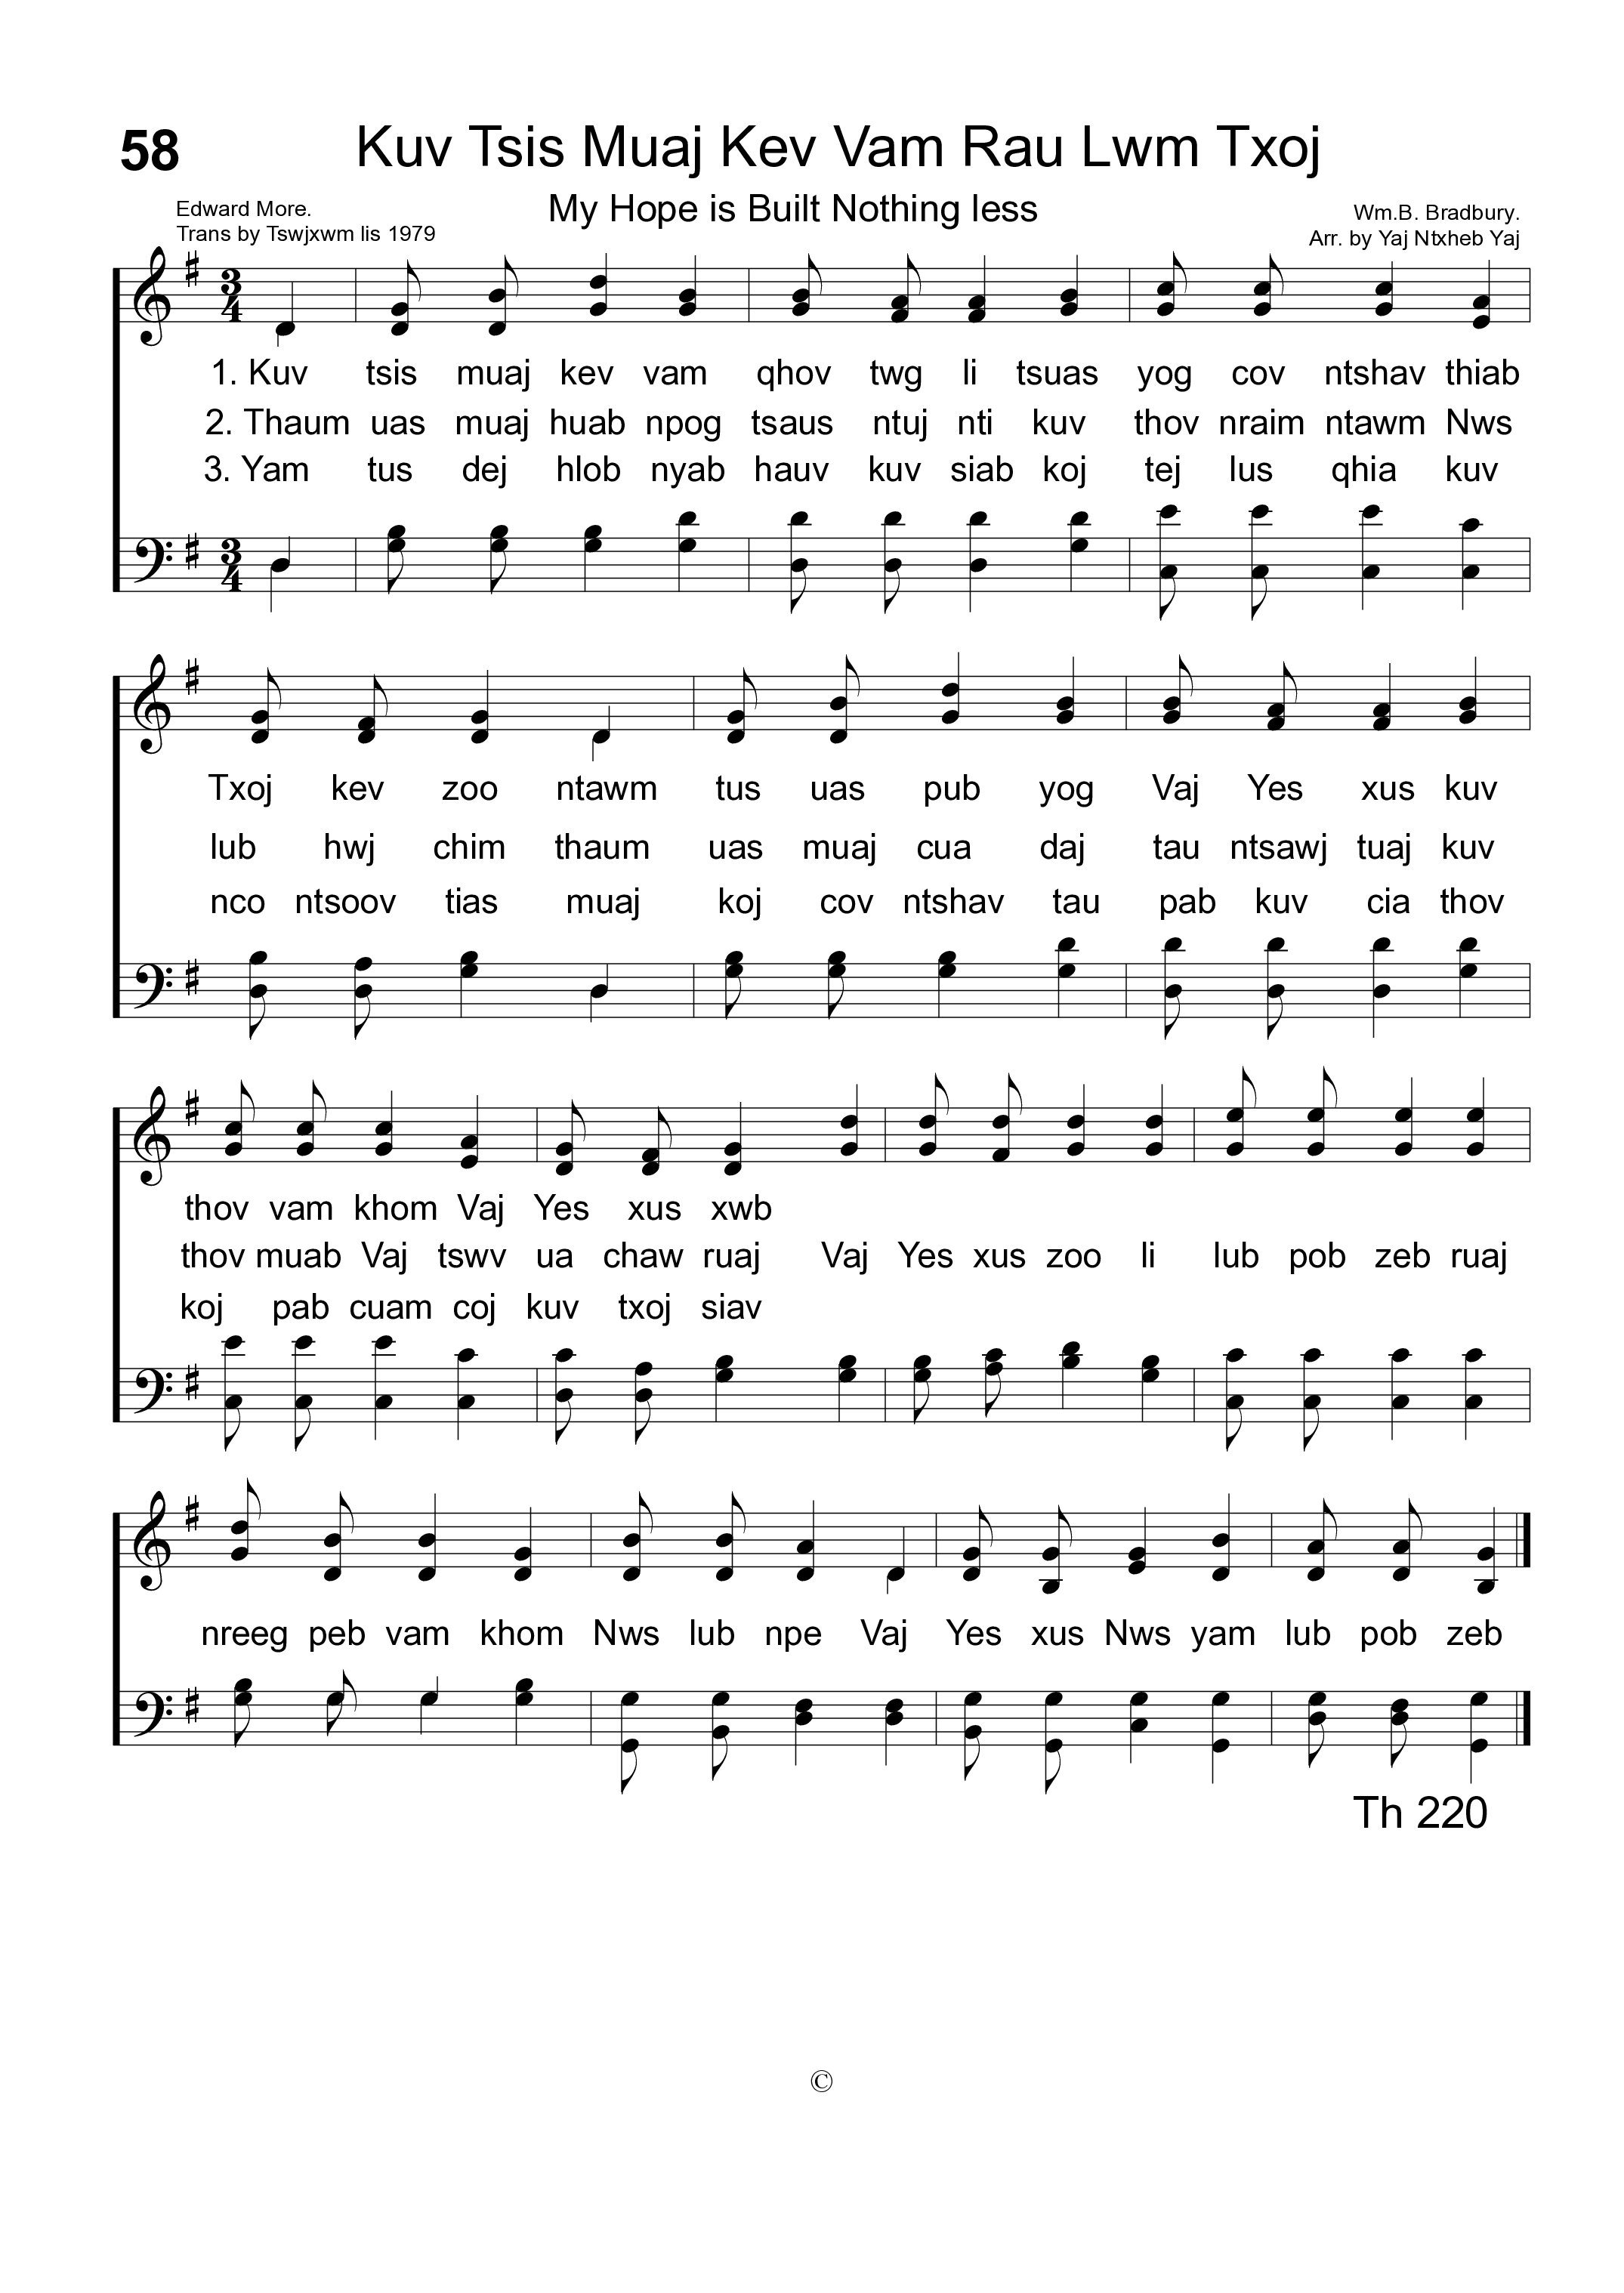 58 Kuv Tsis Muaj Kev Vam Rau Lwm Txoj
My Hope is Built Nothing less
Edward More. Wm.B. Bradbury.
Trans by Tswjxwm lis 1979 Arr. by Yaj Ntxheb Yaj
3 4
1. Kuv tsis muaj kev vam qhov twg li tsuas yog cov ntshav thiab
2. Thaum uas muaj huab npog tsaus ntuj nti kuv thov nraim ntawm Nws
3. Yam tus dej hlob nyab hauv kuv siab koj tej lus qhia kuv
3 4
Txoj kev zoo ntawm tus uas pub yog Vaj Yes xus kuv
lub hwj chim thaum uas muaj cua daj tau ntsawj tuaj kuv
nco ntsoov tias muaj koj cov ntshav tau pab kuv cia thov
thov vam khom Vaj Yes xus xwb
thov muab Vaj tswv ua chaw ruaj Vaj Yes xus zoo li lub pob zeb ruaj
koj pab cuam coj kuv txoj siav
nreeg peb vam khom Nws lub npe Vaj Yes xus Nws yam lub pob zeb
Th 220
©